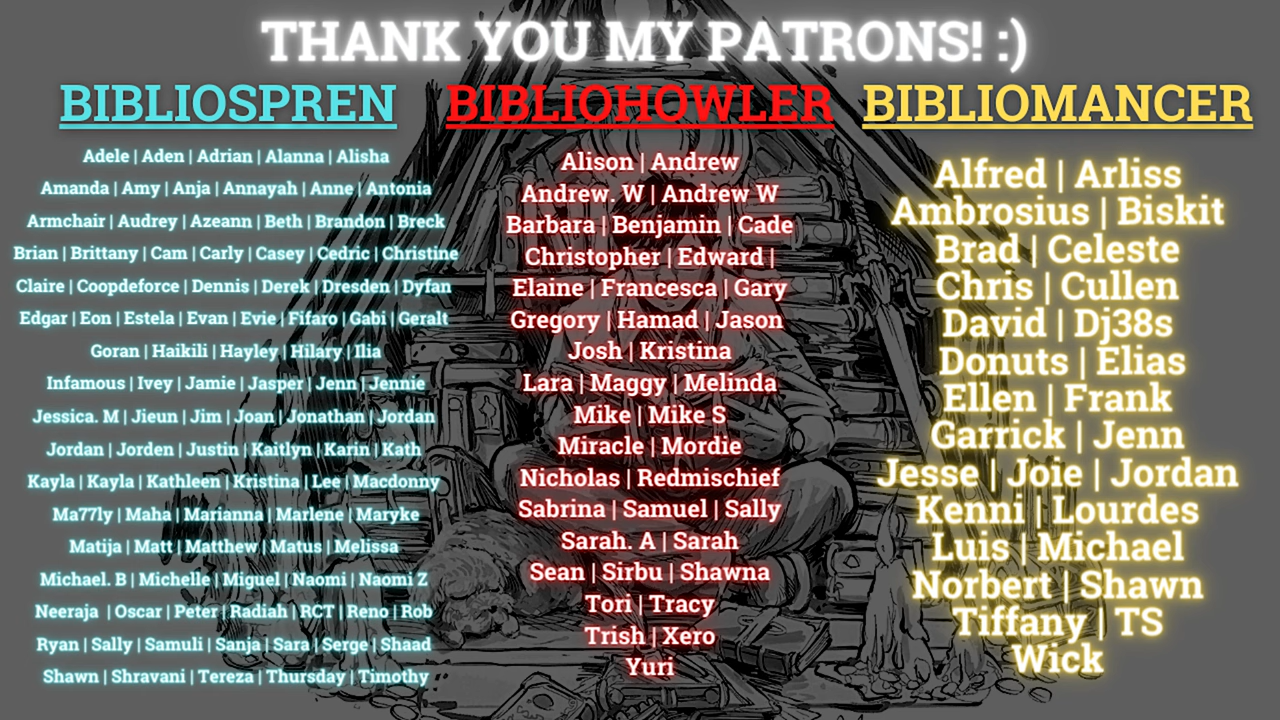 THANK YOU MY PATRONS! :)
BIBLIOSPREN
Adele | Aden | Adrian | Alanna | Alisha
Amanda | Amy | Anja | Annayah | Anne | Antonia
Armchair | Audrey | Azeann | Beth | Brandon | Breck
Brian | Brittany | Cam | Carly | Casey | Cedric | Christine
Claire | Coopdeforce | Dennis | Derek | Dresden | Dyfan
Edgar | Eon | Estela | Evan | Evie | Fifaro | Gabi | Geralt
Goran | Haikili | Hayley | Hilary | Ilia
Infamous | Ivey | Jamie | Jasper | Jenn | Jennie
Jessica. M | Jieun | Jim | Joan | Jonathan | Jordan
Jordan | Jorden | Justin | Kaitlyn | Karin | Kath
Kayla | Kayla | Kathleen | Kristina | Lee | Macdonny
Ma77ly | Maha | Marianna | Marlene | Maryke
Matija | Matt | Matthew | Matus | Melissa
Michael. B | Michelle | Miguel | Naomi | Naomi Z
Neeraja | Oscar | Peter | Radiah | RCT | Reno | Rob
Ryan | Sally | Samuli | Sanja | Sara | Serge | Shaad
Shawn | Shravani | Tereza | Thursday | Timothy
BIBLIOHOWLER
Alison | Andrew
Andrew. W | Andrew W
Barbara | Benjamin | Cade
Christopher | Edward |
Elaine | Francesca | Gary
Gregory | Hamad | Jason
Josh | Kristina
Lara | Maggy | Melinda
Mike | Mike S
Miracle | Mordie
Nicholas | Redmischief
Sabrina | Samuel | Sally
Sarah. A | Sarah
Sean | Sirbu | Shawna
Tori | Tracy
Trish | Xero
Yuri
BIBLIOMANCER
Alfred | Arliss
Ambrosius | Biskit
Brad | Celeste
Chris | Cullen
David | Dj38s
Donuts | Elias
Ellen | Frank
Garrick | Jenn
Jesse | Joie | Jordan
Kenni | Lourdes
Luis | Michael
Norbert | Shawn
Tiffany | TS
Wick